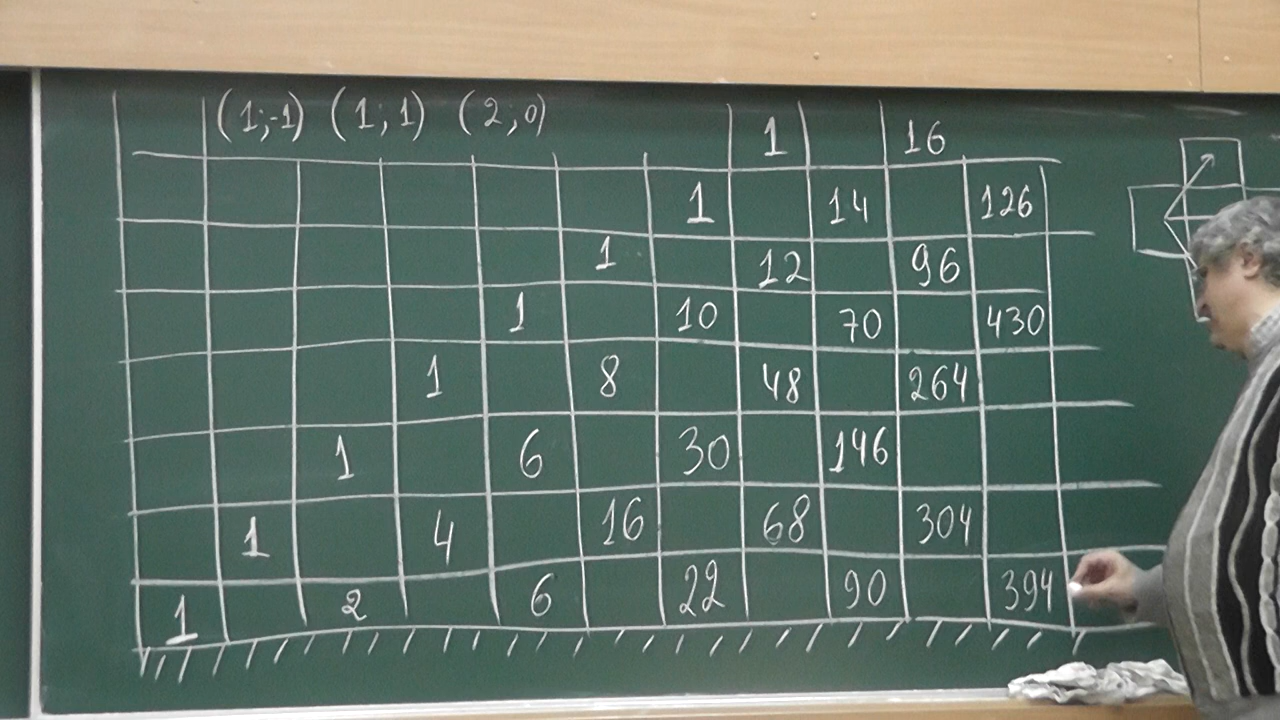 (1;-1) (1;1) (2;0) 1 16
1 14 126
1 12 96
1 10 70 430
1 8 48 264
1 6 30 146
1 4 16 68 304
1 2 6 22 90 394